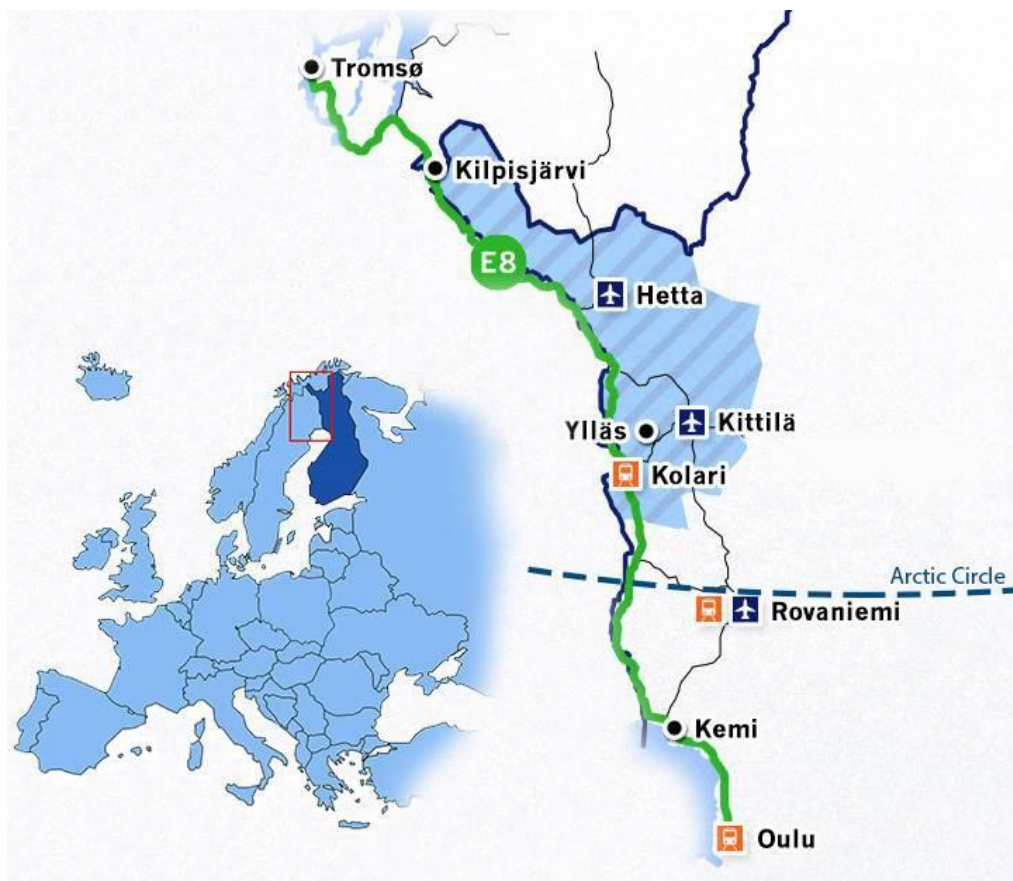 Tromsø
Kilpisjärvi
E8
Hetta
Ylläs
Kittilä
Kolari
Arctic Circle
Rovaniemi
Kemi
Oulu